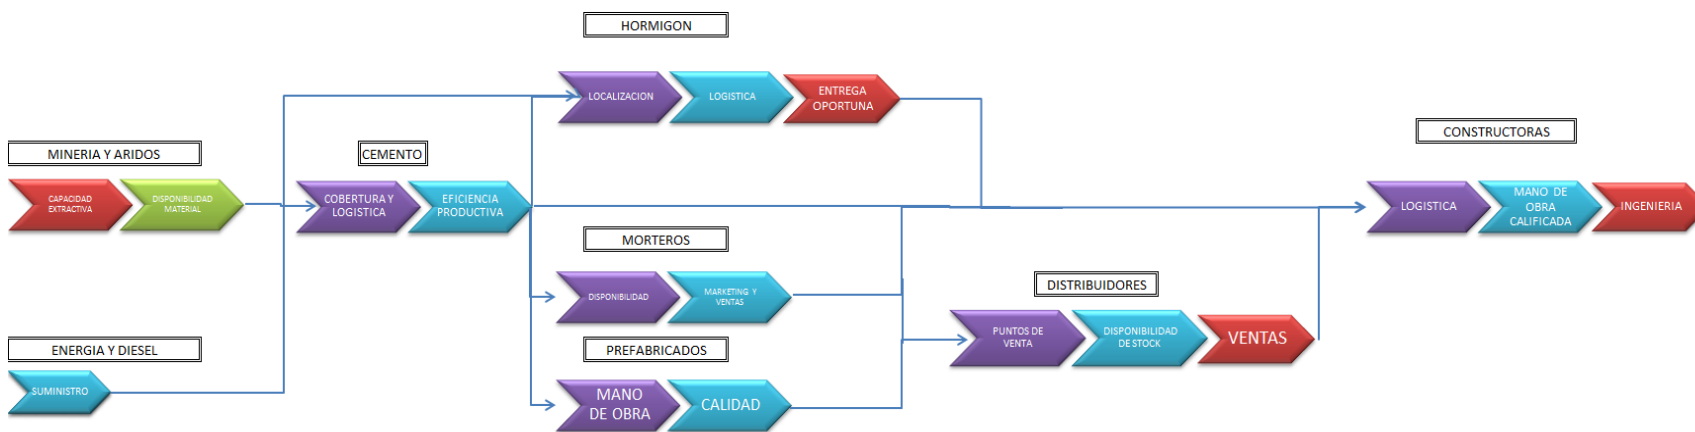 HORMIGON
LOCALIZACION
LOGISTICA
ENTREGA
OPORTUNA
MINERIA Y ARIDOS
CAPACIDAD
EXTRACTIVA
DISPONIBILIDAD
MATERIAL
CEMENTO
COBERTURA Y
LOGISTICA
EFICIENCIA
PRODUCTIVA
CONSTRUCTORAS
LOGISTICA
MANO DE
OBRA
CALIFICADA
INGENIERIA
MORTEROS
DISPONIBILIDAD
MARKETING Y
VENTAS
DISTRIBUIDORES
PUNTOS DE
VENTA
DISPONIBILIDAD
DE STOCK
VENTAS
ENERGIA Y DIESEL
SUMINISTRO
PREFABRICADOS
MANO
DE OBRA
CALIDAD